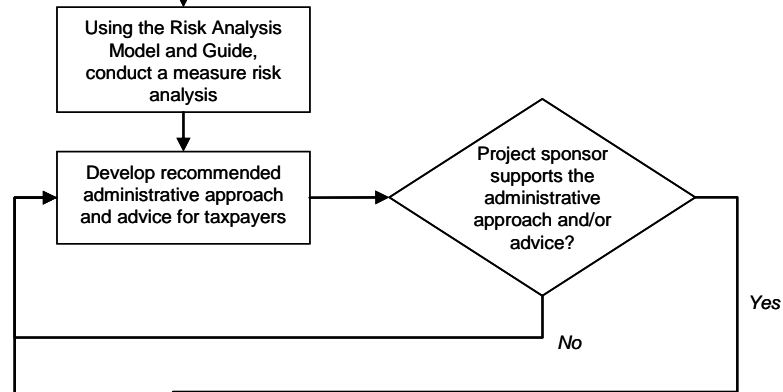 Using the Risk Analysis
Model and Guide,
conduct a measure risk
analysis
Develop recommended
administrative approach
and advice for taxpayers
Project sponsor
supports the
administrative
approach and/or
advice?
Yes
No